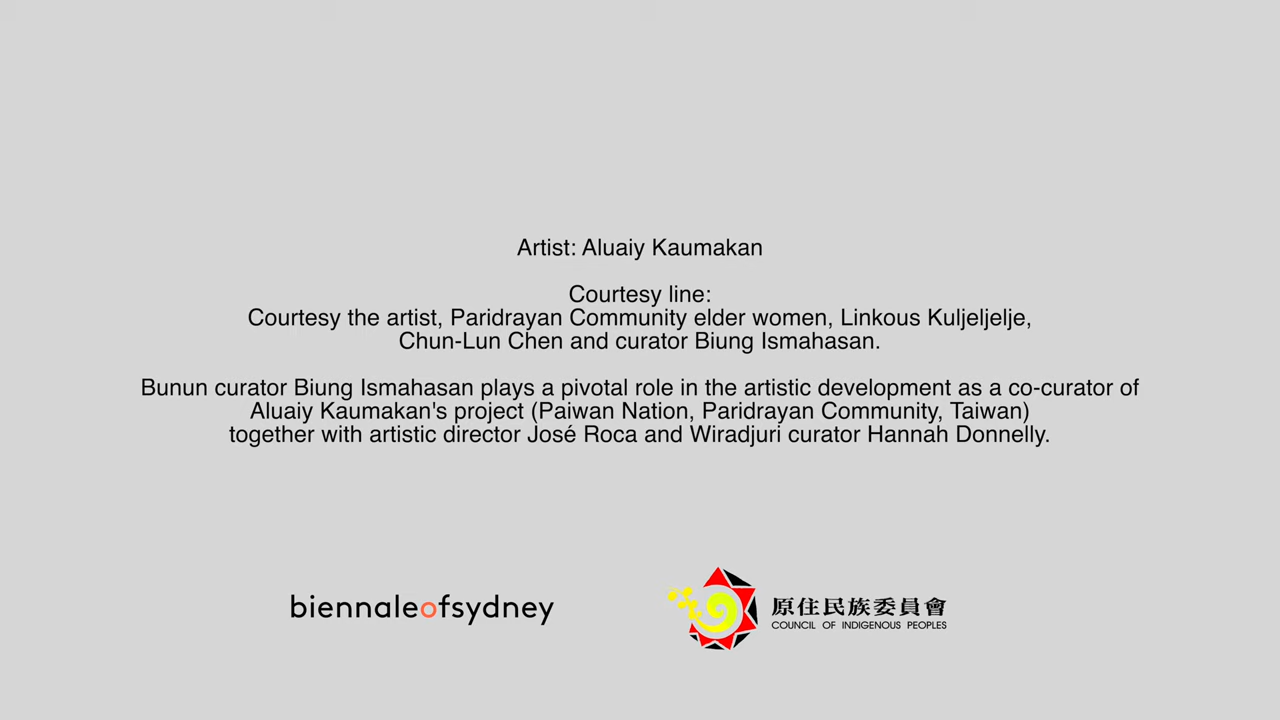 Artist: Aluaiy Kaumakan
Courtesy line:
Courtesy the artist, Paridrayan Community elder women, Linkous Kuljeljelje,
Chun-Lun Chen and curator Biung Ismahasan.
Bunun curator Biung Ismahasan plays a pivotal role in the artistic development as a co-curator of
Aluaiy Kaumakan's project (Paiwan Nation, Paridrayan Community, Taiwan)
together with artistic director José Roca and Wiradjuri curator Hannah Donnelly.
biennaleofsydney
原住民族委員會
COUNCIL OF INDIGENOUS PEOPLES